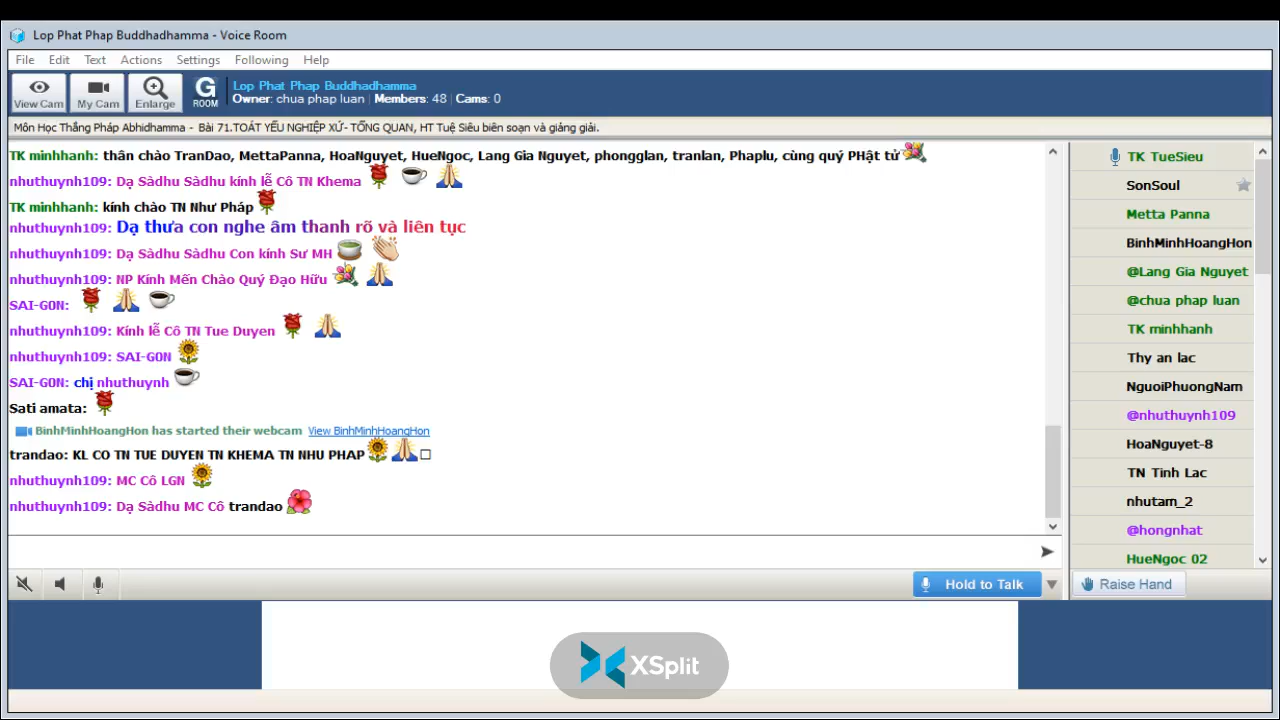 Lop Phat Phap Buddhadhamma - Voice Room
File Edit Text Actions Settings Following Help
View Cam My Cam Enlarge G ROOM
Lop Phat Phap Buddhadhamma
Owner: chua phap luan | Members: 48 | Cams: 0
Môn Học Thắng Pháp Abhidhamma - Bài 71.TOÁT YẾU NGHIỆP XỨ- TỔNG QUAN, HT Tuệ Siêu biên soạn và giảng giải.
TK minhhanh: thân chào TranDao, MettaPanna, HoaNguyet, HueNgoc, Lang Gia Nguyet, phongglan, tranlan, Phaplu, cùng quý PHật tử
nhuthuynh109: Dạ Sàdhu Sàdhu kính lễ Cô TN Khema
TK minhhanh: kính chào TN Như Pháp
nhuthuynh109: Dạ thưa con nghe âm thanh rõ và liên tục
nhuthuynh109: Dạ Sàdhu Sàdhu Con kính Sư MH
nhuthuynh109: NP Kính Mến Chào Quý Đạo Hữu
SAI-G0N:
nhuthuynh109: Kính lễ Cô TN Tue Duyen
nhuthuynh109: SAI-G0N
SAI-G0N: chị nhuthuynh
Sati amata:
BinhMinhHoangHon has started their webcam View BinhMinhHoangHon
trandao: KL CO TN TUE DUYEN TN KHEMA TN NHU PHAP
nhuthuynh109: MC Cô LGN
nhuthuynh109: Dạ Sàdhu MC Cô trandao
TK TueSieu
SonSoul
Metta Panna
BinhMinhHoangHon
@Lang Gia Nguyet
@chua phap luan
TK minhhanh
Thy an lac
NguoiPhuongNam
@nhuthuynh109
HoaNguyet-8
TN Tinh Lac
nhutam_2
@hongnhat
HueNgoc 02
Hold to Talk
Raise Hand
XSplit